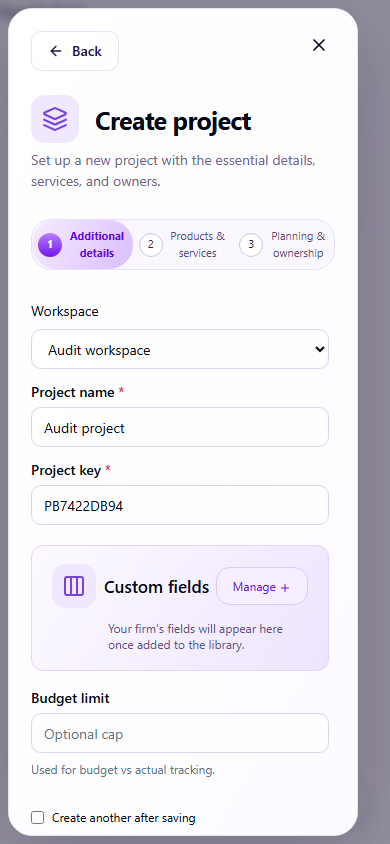 Back
Create project
Set up a new project with the essential details,
services, and owners.
1 Additional
details
2 Products &
services
3 Planning &
ownership
Workspace
Audit workspace
Project name *
Audit project
Project key *
PB7422DB94
Custom fields
Manage +
Your firm's fields will appear here
once added to the library.
Budget limit
Optional cap
Used for budget vs actual tracking.
Create another after saving